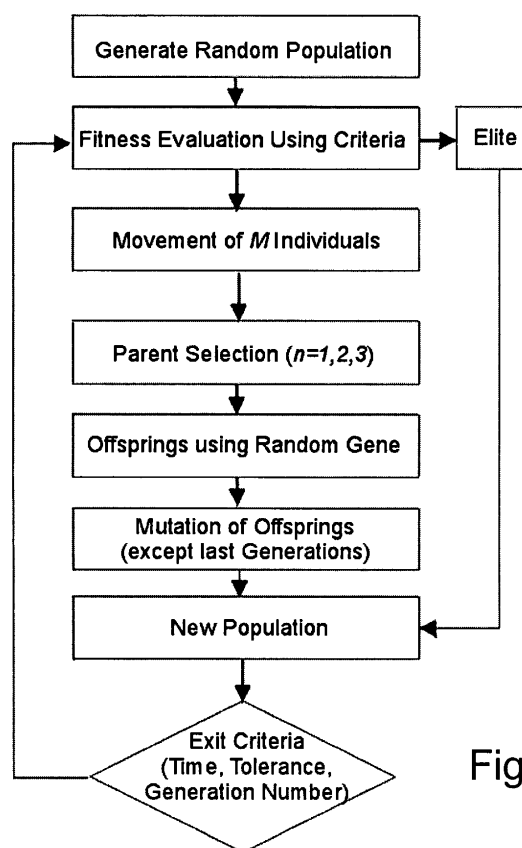 Generate Random Population
Fitness Evaluation Using Criteria
Elite
Movement of M Individuals
Parent Selection (n=1,2,3)
Offsprings using Random Gene
Mutation of Offsprings
(except last Generations)
New Population
Exit Criteria
(Time, Tolerance,
Generation Number)
Fig